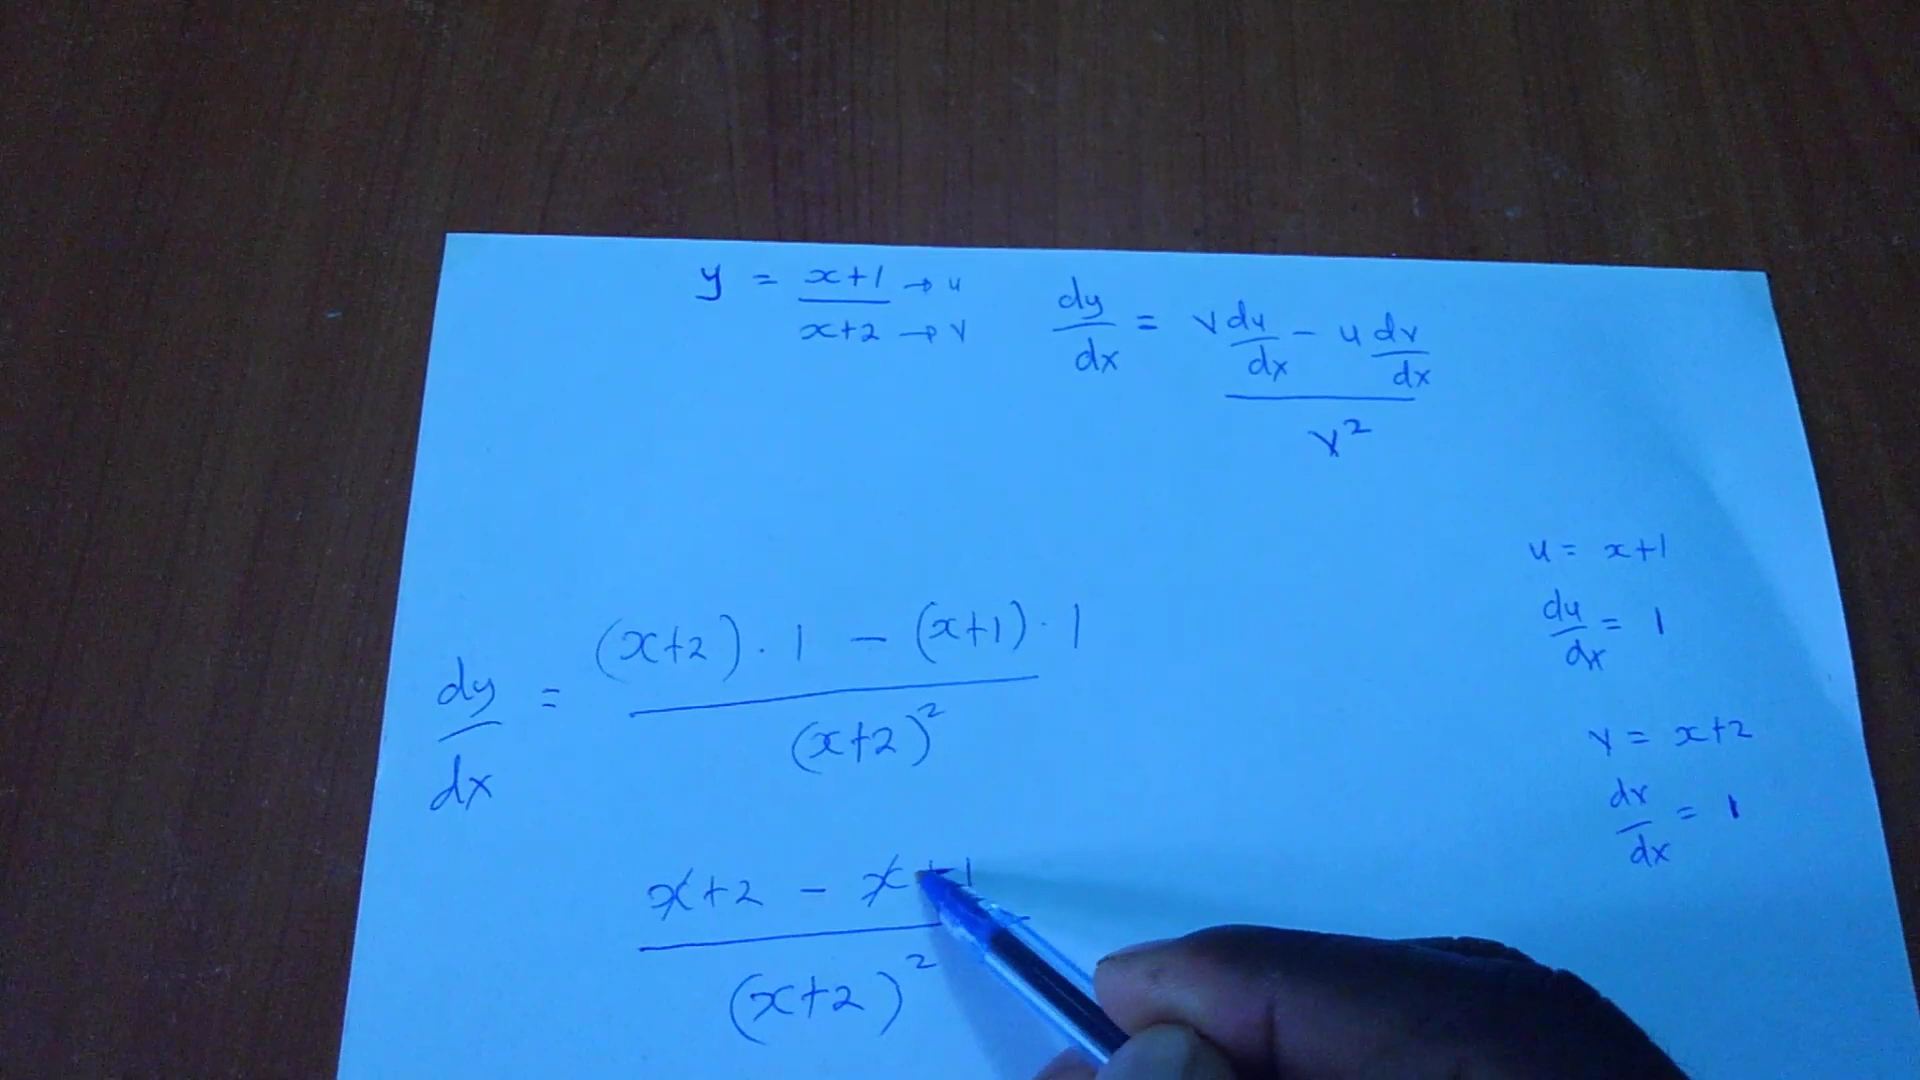 y = x+1 → u
x+2 → v
dy/dx = v du/dx - u dv/dx
v²
u = x+1
du/dx = 1
dy/dx = (x+2) . 1 - (x+1) . 1
(x+2)²
v = x+2
dv/dx = 1
x+2 - x+1
(x+2)²